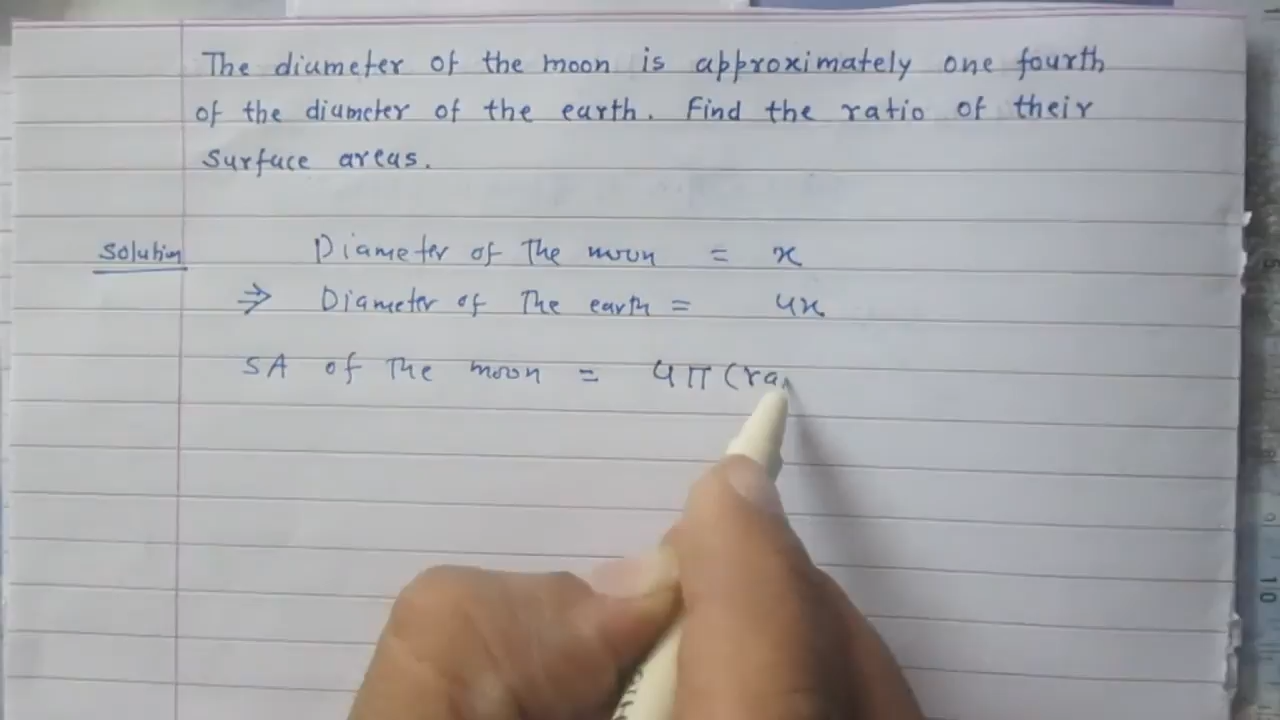 The diameter of the moon is approximately one fourth
of the diameter of the earth. Find the ratio of their
surface areas.
Solution Diameter of The moon = x
⇒ Diameter of The earth = 4x
SA of The moon = 4π(ra